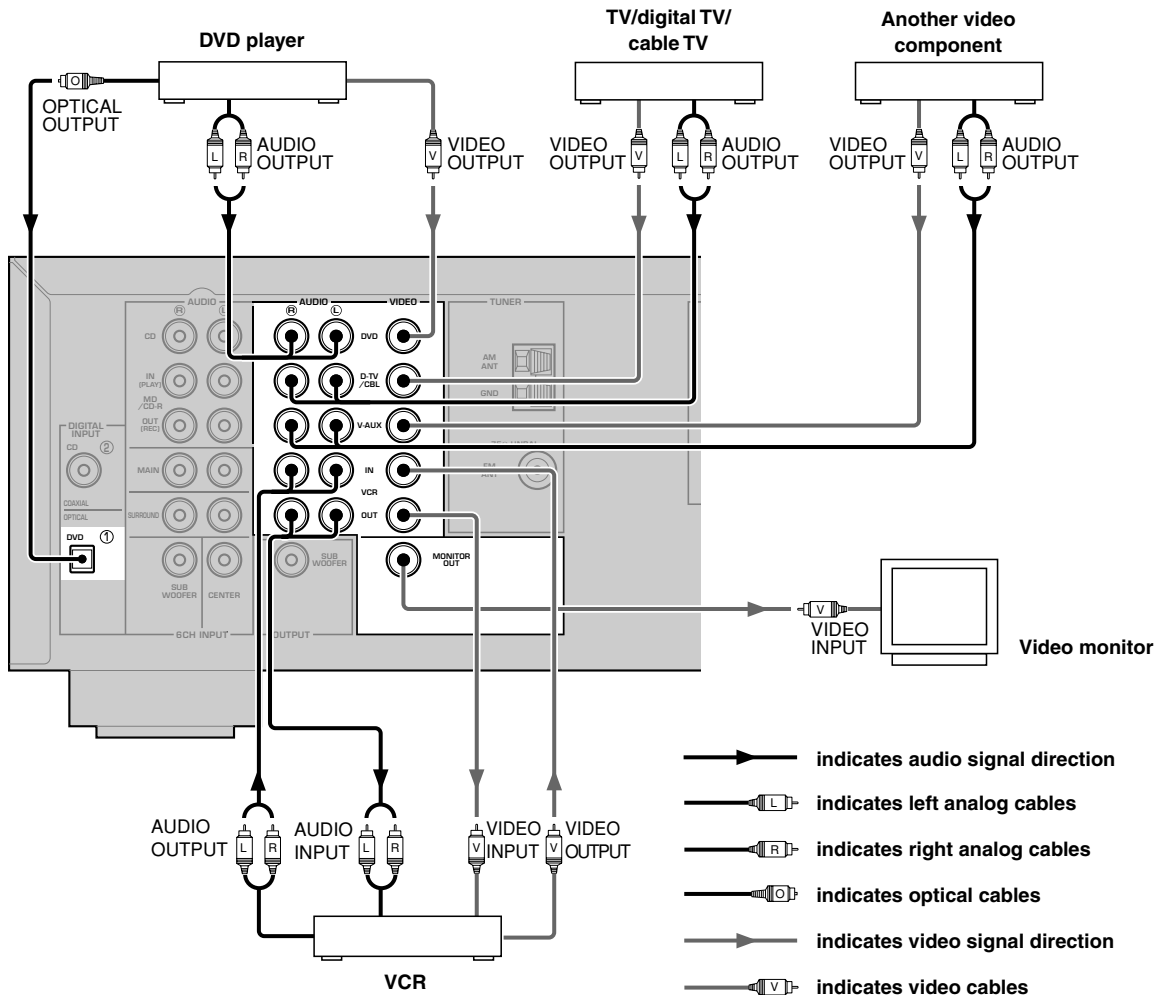 DVD player
TV/digital TV/
cable TV
Another video
component
O
OPTICAL
OUTPUT
L
R
AUDIO
OUTPUT
V
VIDEO
OUTPUT
VIDEO
OUTPUT
V
L
R
AUDIO
OUTPUT
VIDEO
OUTPUT
V
L
R
AUDIO
OUTPUT
AUDIO
R
L
CD
IN
(PLAY)
MD
/CD-R
OUT
(REC)
MAIN
SURROUND
SUB
WOOFER
CENTER
6CH INPUT
DIGITAL
INPUT
CD
2
COAXIAL
OPTICAL
DVD
1
AUDIO
VIDEO
R
L
DVD
D-TV
/CBL
V-AUX
IN
VCR
OUT
SUB
WOOFER
MONITOR
OUT
OUTPUT
TUNER
AM
ANT
GND
FM
ANT
V
VIDEO
INPUT
Video monitor
AUDIO
OUTPUT
L
R
AUDIO
INPUT
L
R
VIDEO
INPUT
V
VIDEO
OUTPUT
V
VCR
indicates audio signal direction
L
indicates left analog cables
R
indicates right analog cables
O
indicates optical cables
indicates video signal direction
V
indicates video cables